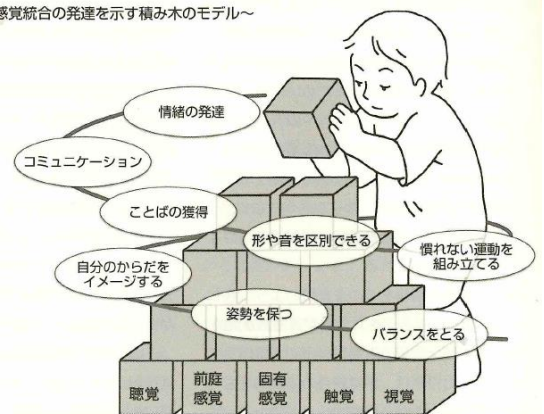 感覚統合の発達を示す積み木のモデル～
情緒の発達
コミュニケーション
ことばの獲得
形や音を区別できる
慣れない運動を
組み立てる
自分のからだを
イメージする
姿勢を保つ
バランスをとる
聴覚
前庭
感覚
固有
感覚
触覚
視覚